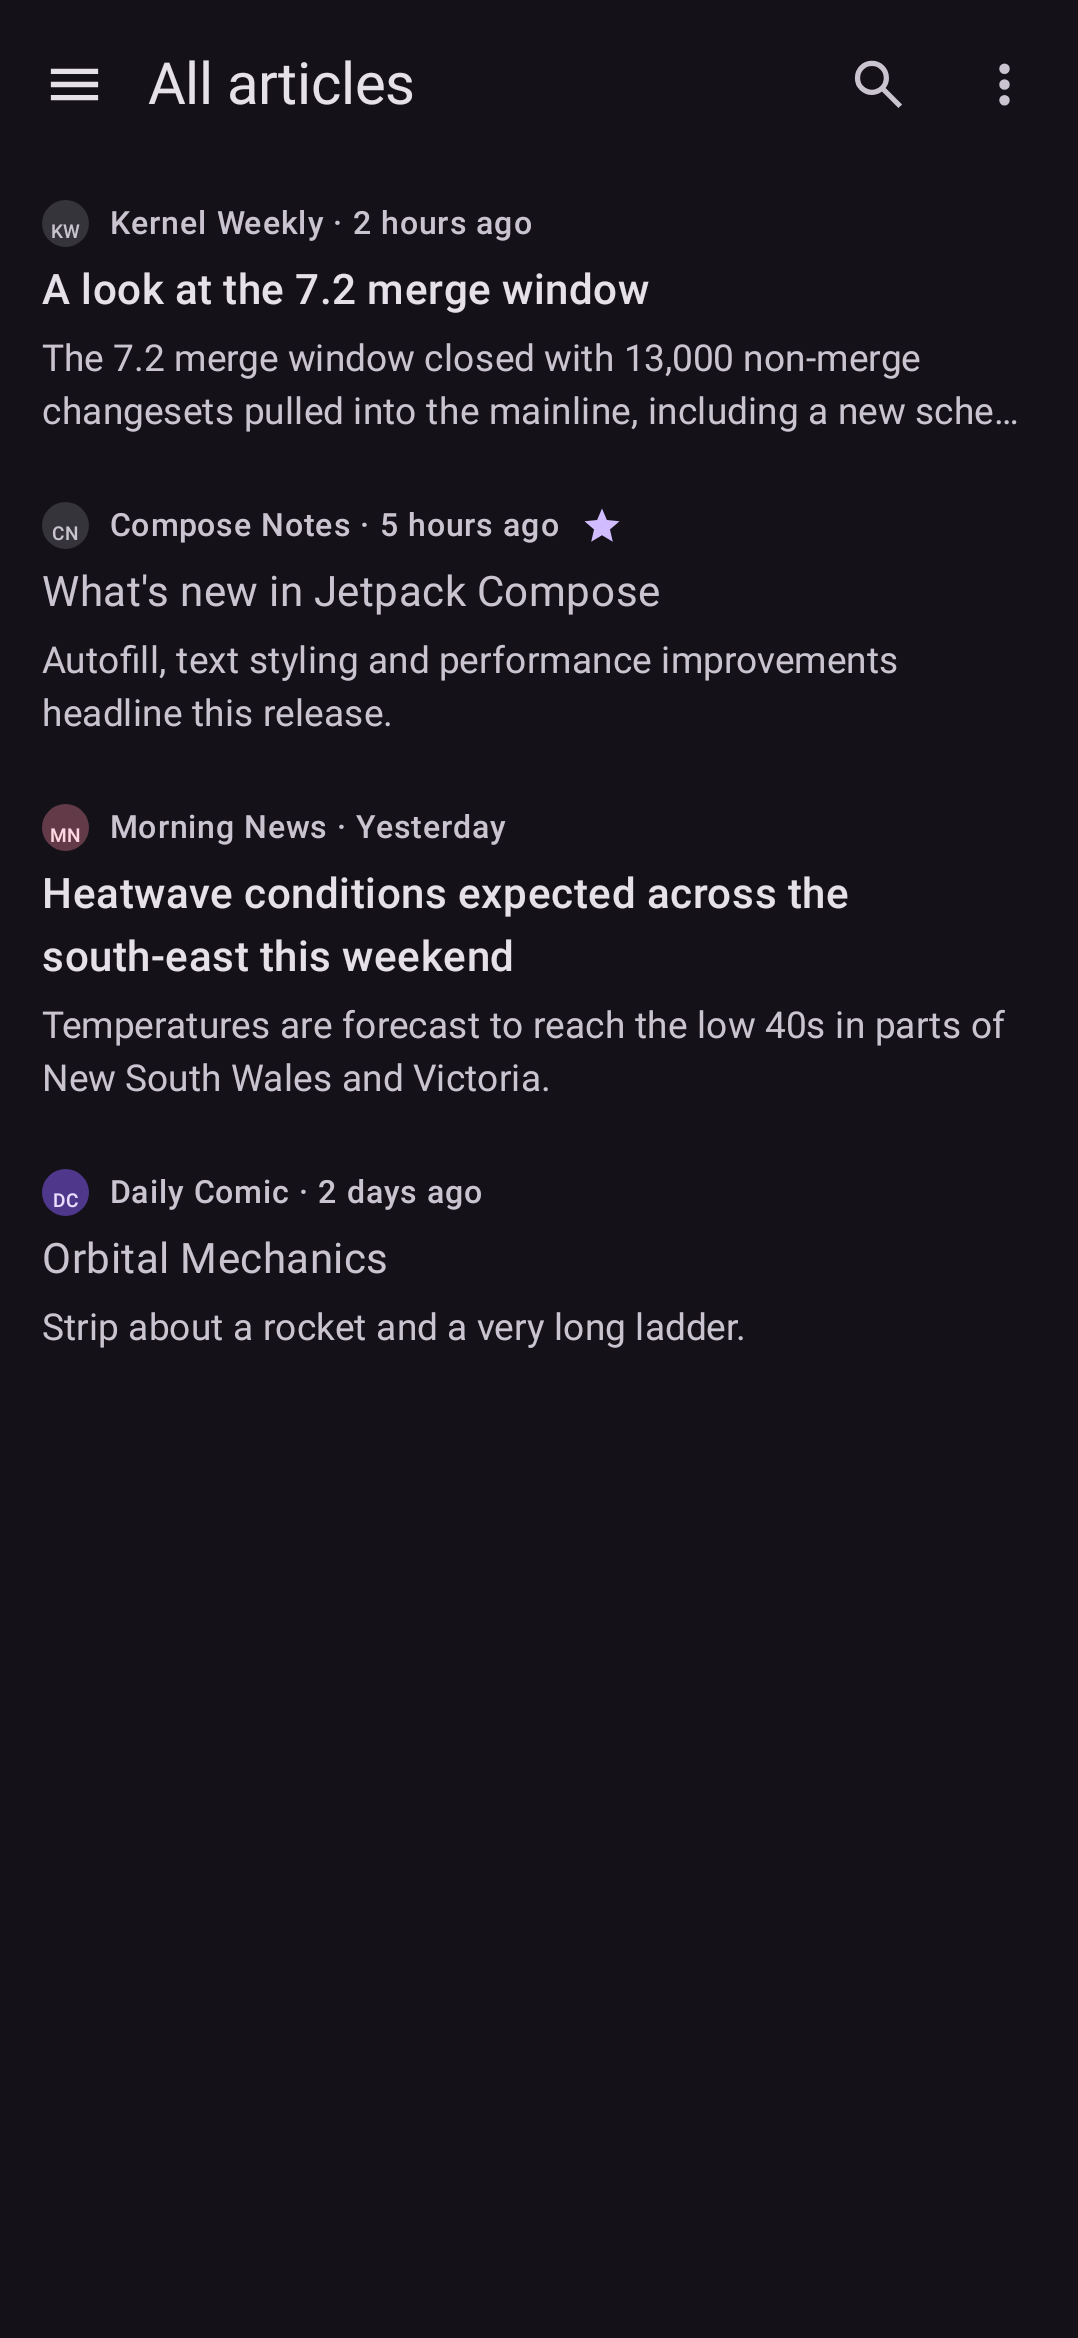 All articles
KW Kernel Weekly · 2 hours ago
A look at the 7.2 merge window
The 7.2 merge window closed with 13,000 non-merge
changesets pulled into the mainline, including a new sche…
CN Compose Notes · 5 hours ago
What's new in Jetpack Compose
Autofill, text styling and performance improvements
headline this release.
MN Morning News · Yesterday
Heatwave conditions expected across the
south-east this weekend
Temperatures are forecast to reach the low 40s in parts of
New South Wales and Victoria.
DC Daily Comic · 2 days ago
Orbital Mechanics
Strip about a rocket and a very long ladder.